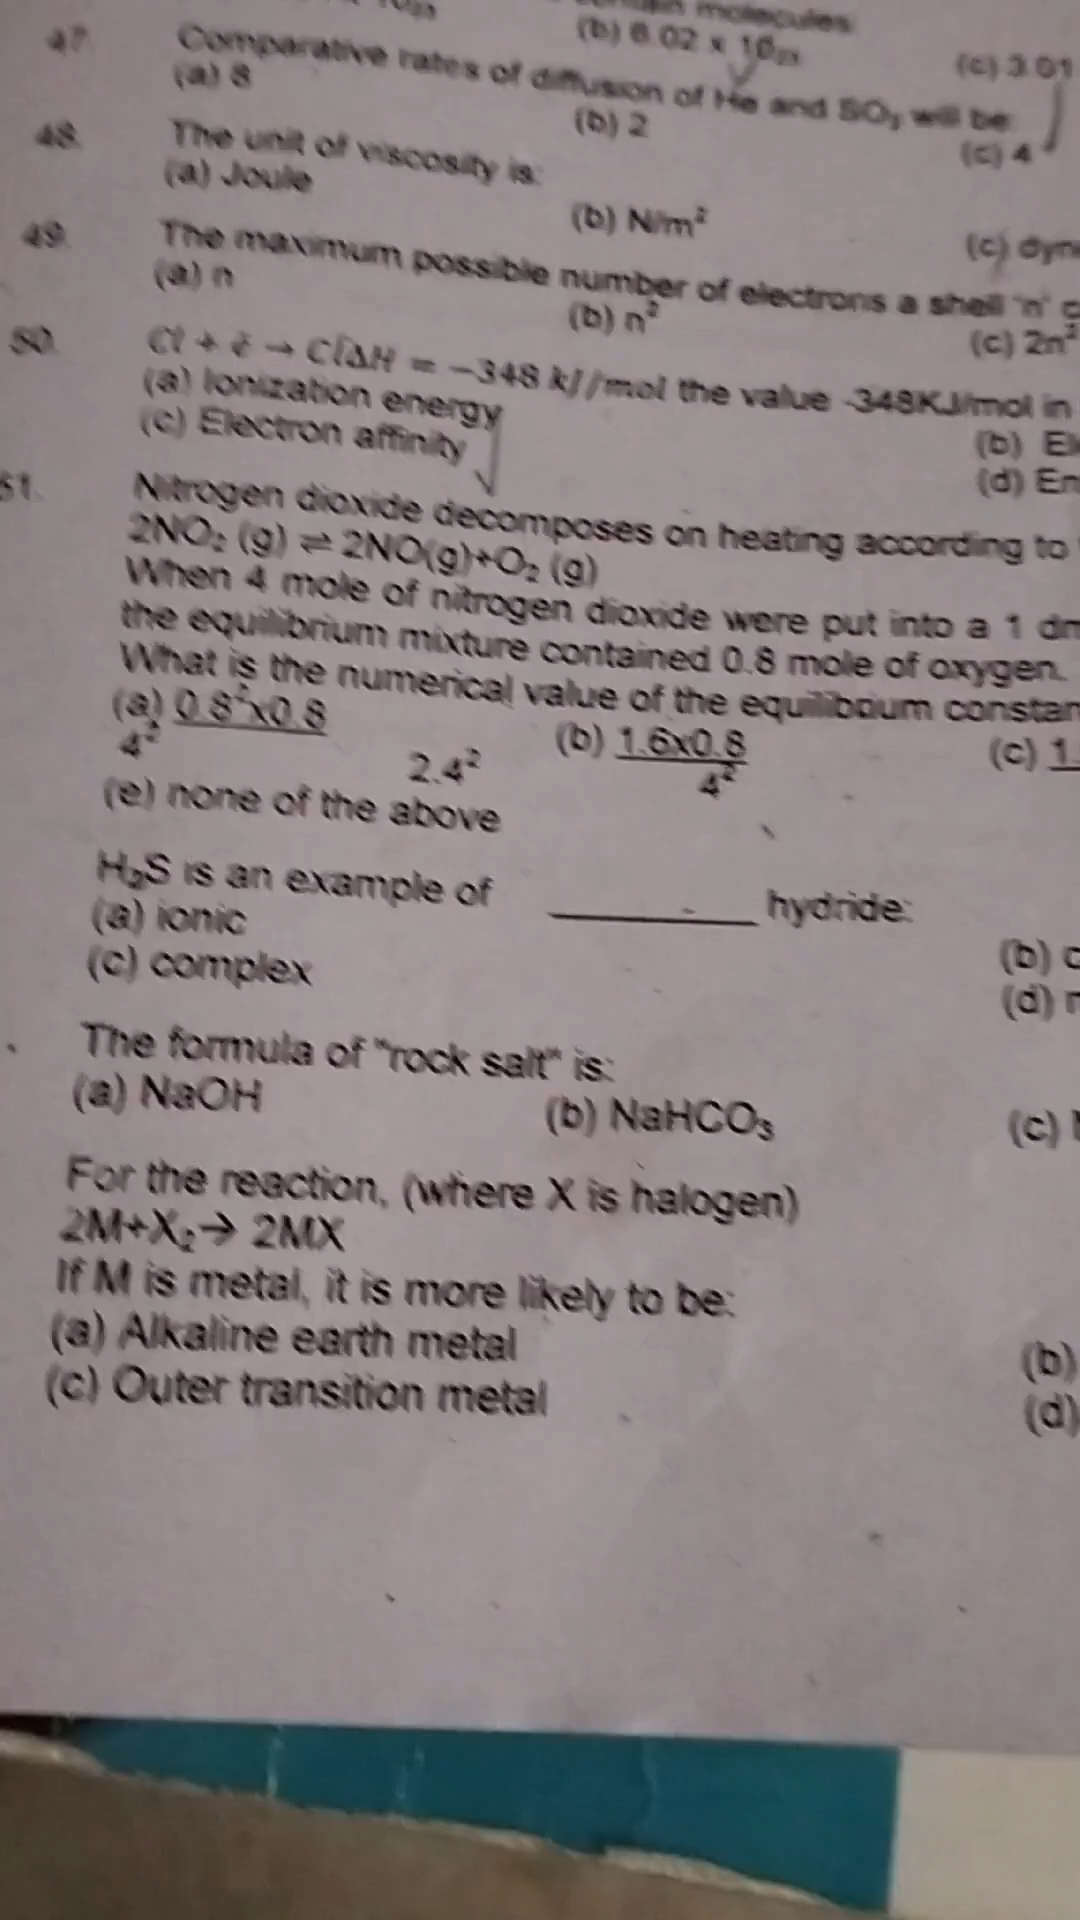 molecules:
(b) 6.02 x 10
(c) 3.01
47. Comparative rates of diffusion of He and SO₂ will be:
(a) 8 (b) 2 (c) 4
48. The unit of viscosity is:
(a) Joule (b) N/m² (c) dyn
49. The maximum possible number of electrons a shell 'n' c
(a) n (b) n² (c) 2n²
50. Cl + ē → Cl̄ ΔH = −348 kJ//mol the value -348KJ/mol in
(a) Ionization energy (b) El
(c) Electron affinity (d) En
51. Nitrogen dioxide decomposes on heating according to
2NO₂ (g) ⇌ 2NO(g)+O₂ (g)
When 4 mole of nitrogen dioxide were put into a 1 dm
the equilibrium mixture contained 0.8 mole of oxygen.
What is the numerical value of the equilibrium constan
(a) 0.8²x0.8 (b) 1.6x0.8 (c) 1.
4² 2.4² 4²
(e) none of the above
H₂S is an example of ________ hydride:
(a) ionic (b) c
(c) complex (d)
The formula of "rock salt" is:
(a) NaOH (b) NaHCO₃ (c)
For the reaction, (where X is halogen)
2M+X₂→ 2MX
If M is metal, it is more likely to be:
(a) Alkaline earth metal (b)
(c) Outer transition metal (d)